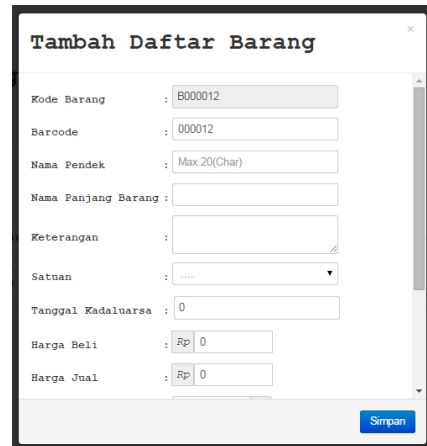 Tambah Daftar Barang ×
Kode Barang : B000012
Barcode : 000012
Nama Pendek : Max.20(Char)
Nama Panjang Barang :
Keterangan :
Satuan : ....
Tanggal Kadaluarsa : 0
Harga Beli : Rp 0
Harga Jual : Rp 0
Simpan